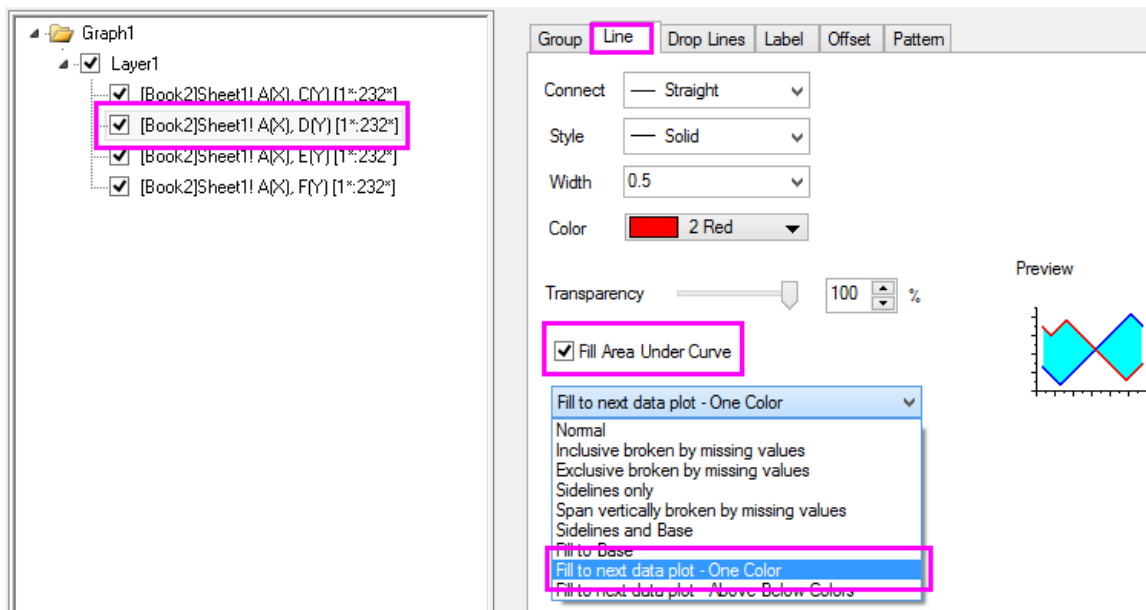 Graph1
Layer1
[Book2]Sheet1! A(X), C(Y) [1*:232*]
[Book2]Sheet1! A(X), D(Y) [1*:232*]
[Book2]Sheet1! A(X), E(Y) [1*:232*]
[Book2]Sheet1! A(X), F(Y) [1*:232*]
Group Line Drop Lines Label Offset Pattern
Connect Straight
Style Solid
Width 0.5
Color 2 Red
Transparency 100 %
Preview
Fill Area Under Curve
Fill to next data plot - One Color
Normal
Inclusive broken by missing values
Exclusive broken by missing values
Sidelines only
Span vertically broken by missing values
Sidelines and Base
Fill to Base
Fill to next data plot - One Color
Fill to next data plot - Above Below Colors